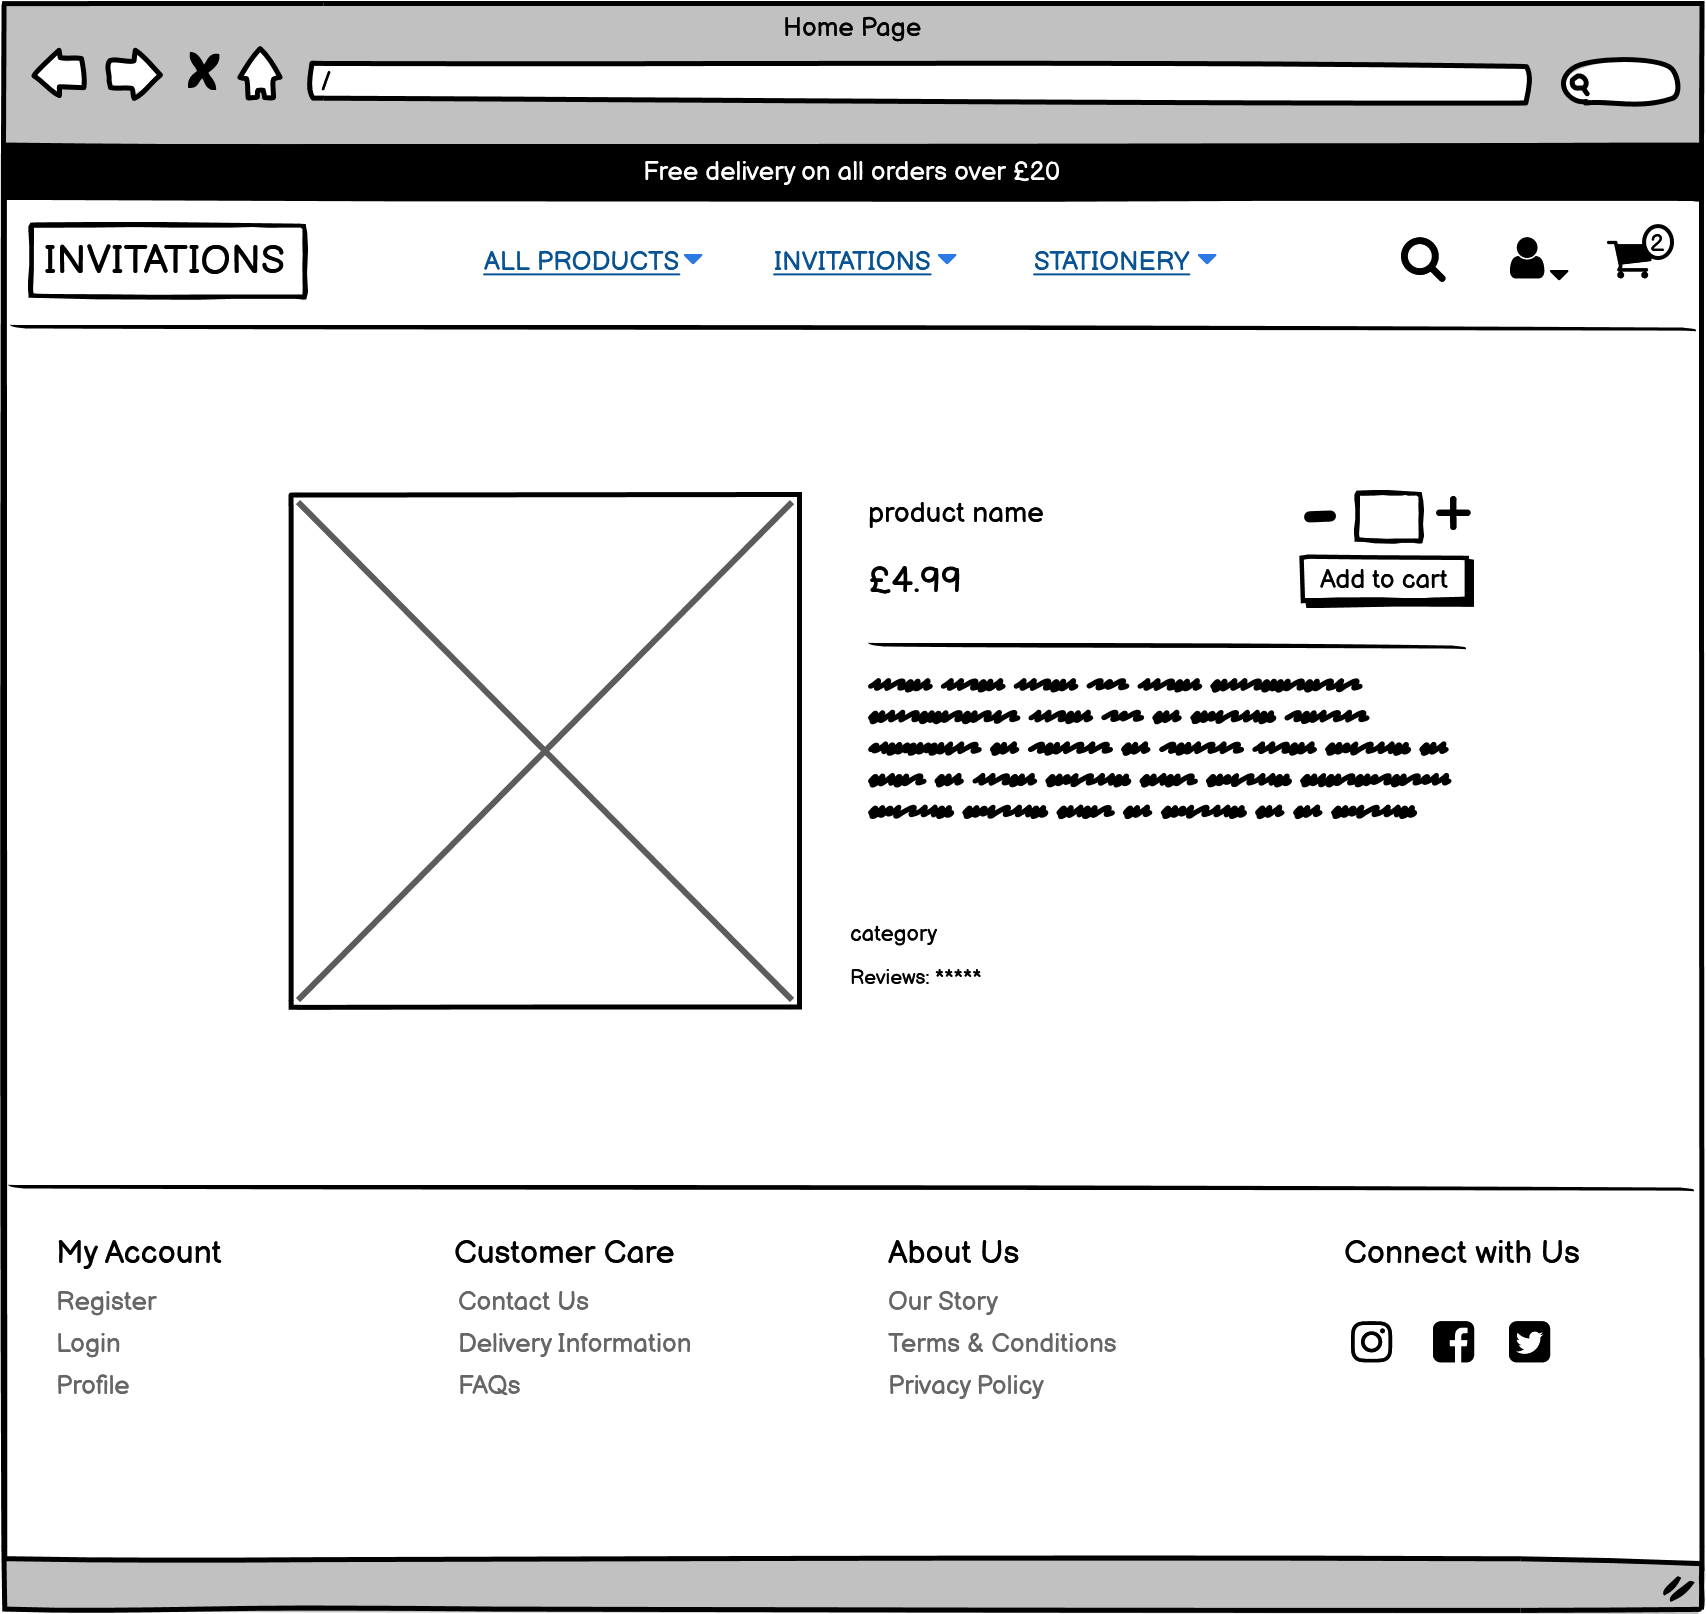 Home Page
/
Free delivery on all orders over £20
INVITATIONS
ALL PRODUCTS
INVITATIONS
STATIONERY
2
product name
£4.99
Add to cart
category
Reviews: *****
My Account
Register
Login
Profile
Customer Care
Contact Us
Delivery Information
FAQs
About Us
Our Story
Terms & Conditions
Privacy Policy
Connect with Us